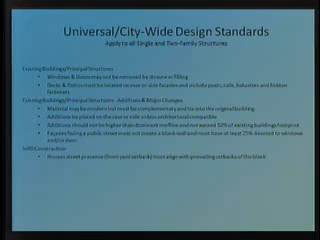 Universal/City-Wide Design Standards
Apply to all Single and Two-Family Structures
Existing Buildings/Principal Structures
• Windows & Doors may not be removed by closure or filling
• Decks & Patios must be located on rear or side facades and include posts, rails, balusters and hidden
fasteners
Existing Buildings/Principal Structures - Additions & Major Changes
• Material may be modern but must be complementary and tie into the original building
• Additions be placed on the rear or side unless architectural compatible
• Additions should not be higher than dominant roofline and not exceed 50% of existing buildings footprint
• Facades facing a public street must not create a blank wall and must have at least 25% devoted to windows
and/or doors
Infill Construction
• Protect street presence (front yard setback) must align with prevailing setbacks of the block